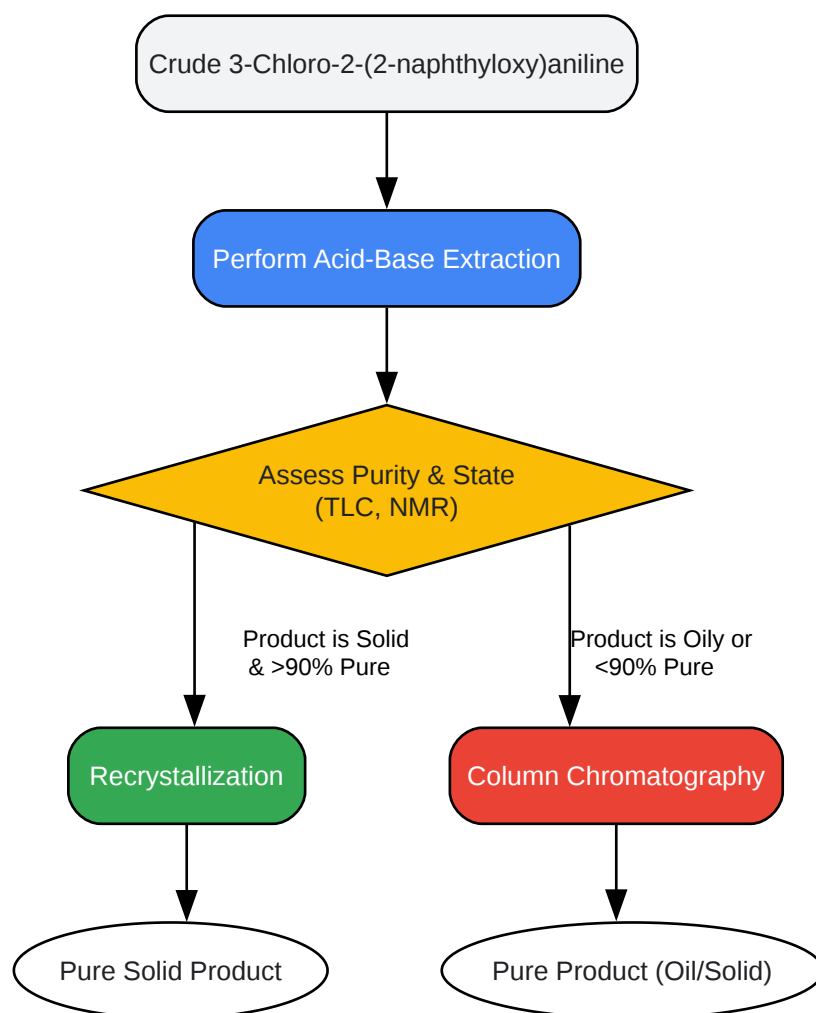 Crude 3-Chloro-2-(2-naphthyloxy)aniline
Perform Acid-Base Extraction
Assess Purity & State
(TLC, NMR)
Product is Solid
& >90% Pure
Product is Oily or
<90% Pure
Recrystallization
Column Chromatography
Pure Solid Product
Pure Product (Oil/Solid)